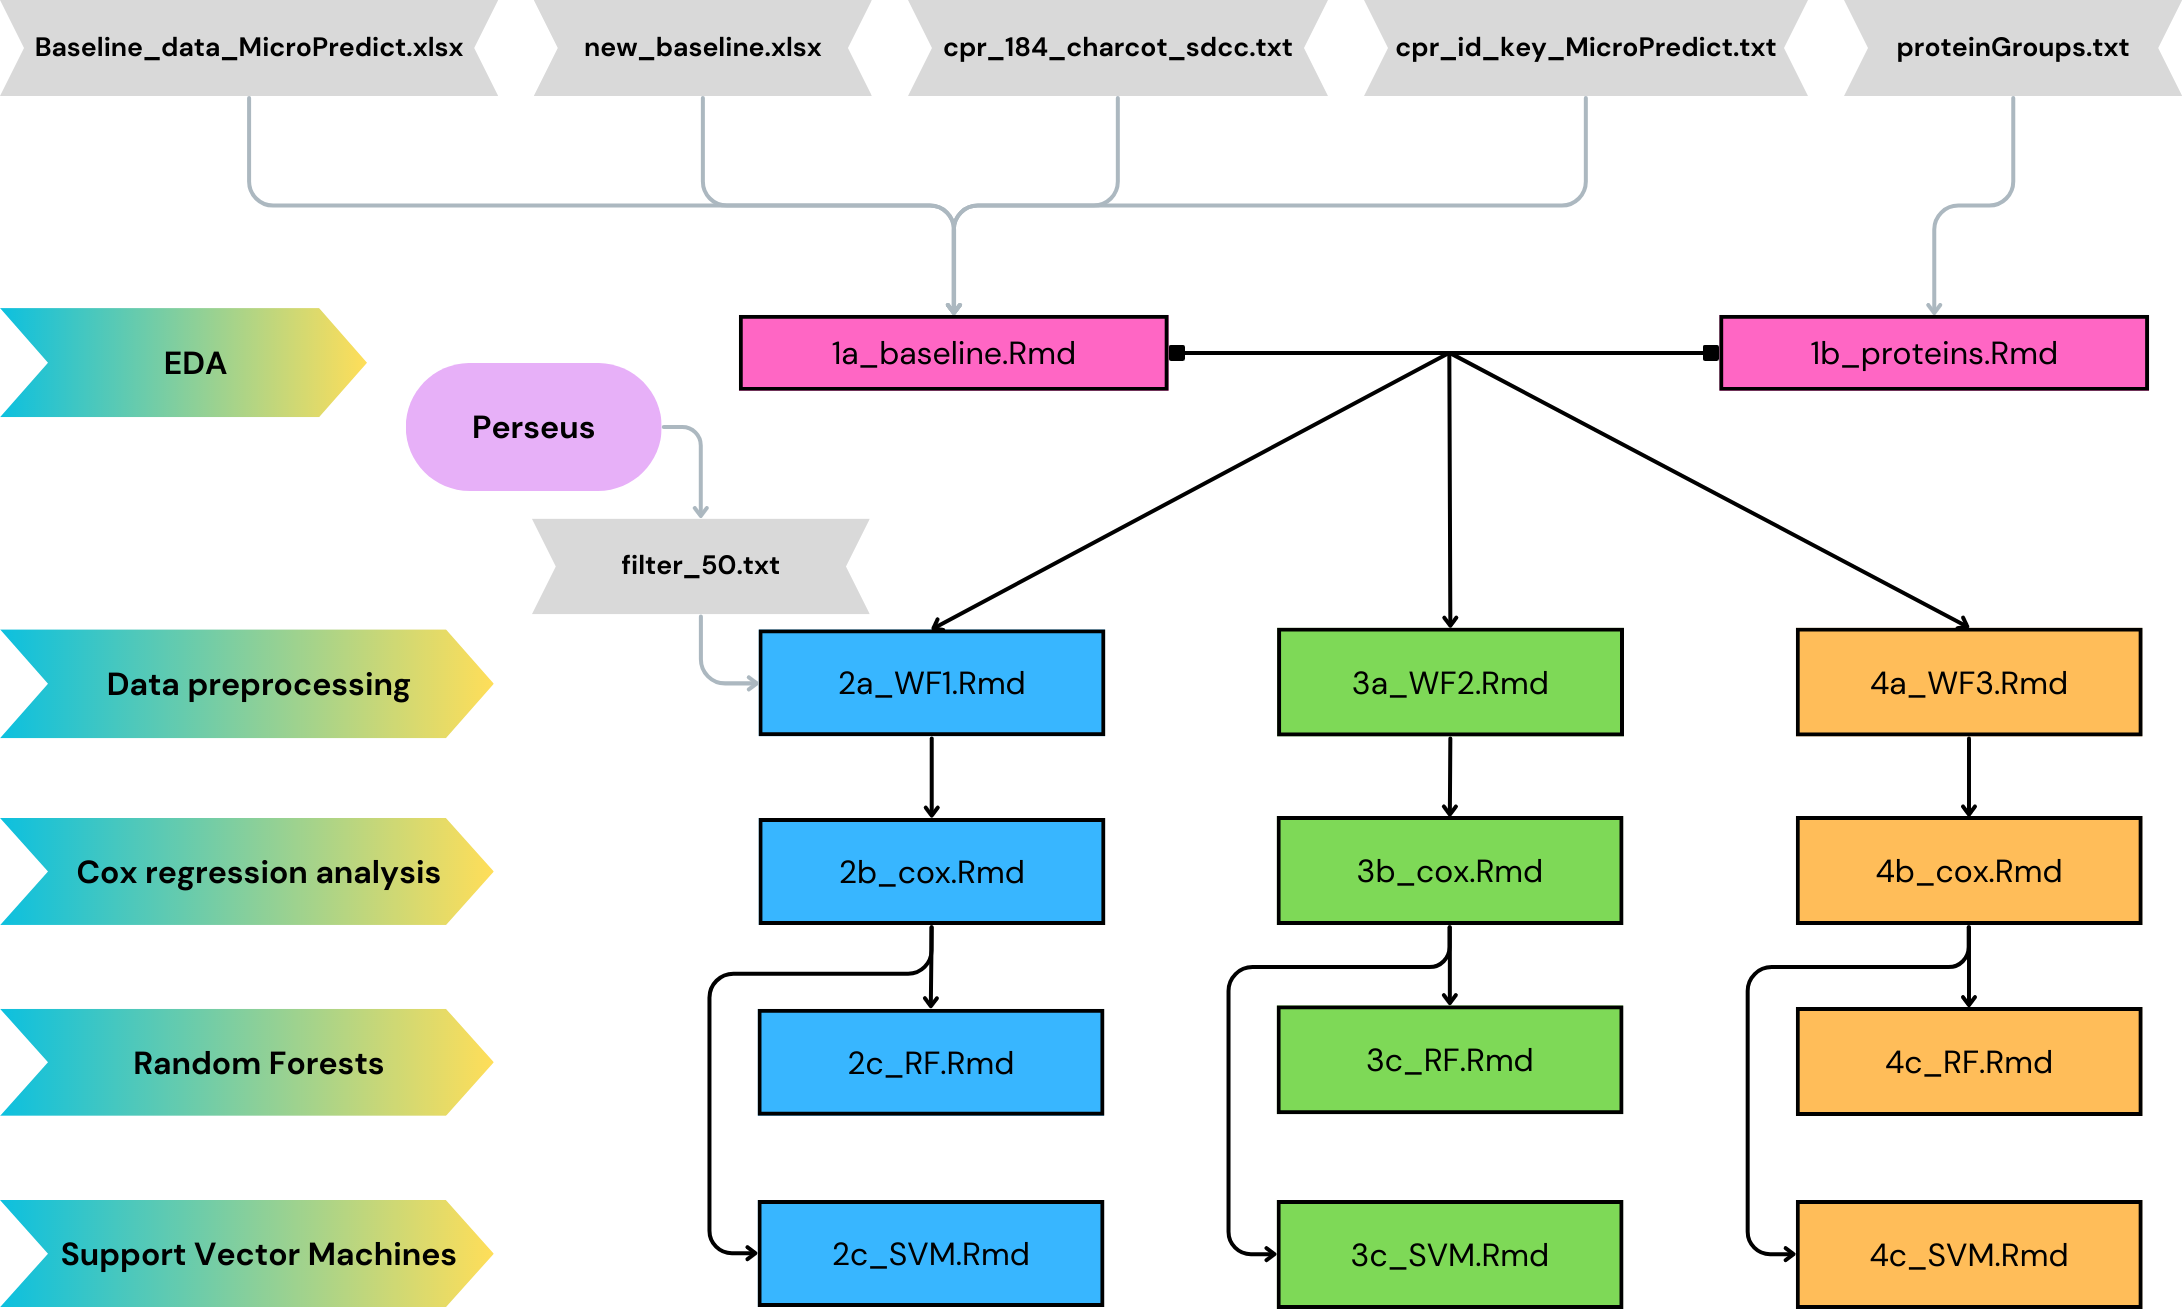 Baseline_data_MicroPredict.xlsx
new_baseline.xlsx
cpr_184_charcot_sdcc.txt
cpr_id_key_MicroPredict.txt
proteinGroups.txt
EDA
1a_baseline.Rmd
1b_proteins.Rmd
Perseus
filter_50.txt
Data preprocessing
2a_WF1.Rmd
3a_WF2.Rmd
4a_WF3.Rmd
Cox regression analysis
2b_cox.Rmd
3b_cox.Rmd
4b_cox.Rmd
Random Forests
2c_RF.Rmd
3c_RF.Rmd
4c_RF.Rmd
Support Vector Machines
2c_SVM.Rmd
3c_SVM.Rmd
4c_SVM.Rmd